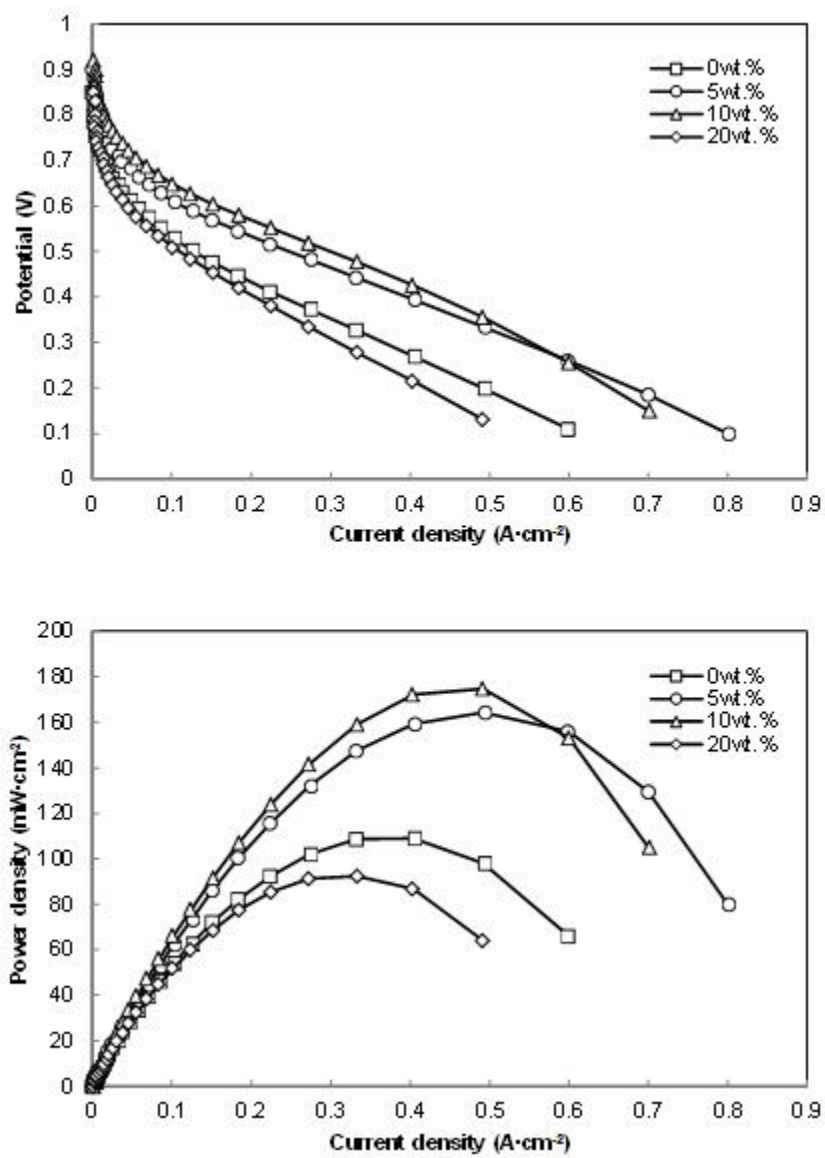 1
0.9
0.8
0.7
0.6
0.5
0.4
0.3
0.2
0.1
0
Potential (V)
0wt.%
5wt.%
10wt.%
20wt.%
0 0.1 0.2 0.3 0.4 0.5 0.6 0.7 0.8 0.9
Current density (A·cm⁻²)
200
180
160
140
120
100
80
60
40
20
0
Power density (mW·cm⁻²)
0wt.%
5wt.%
10wt.%
20wt.%
0 0.1 0.2 0.3 0.4 0.5 0.6 0.7 0.8 0.9
Current density (A·cm⁻²)